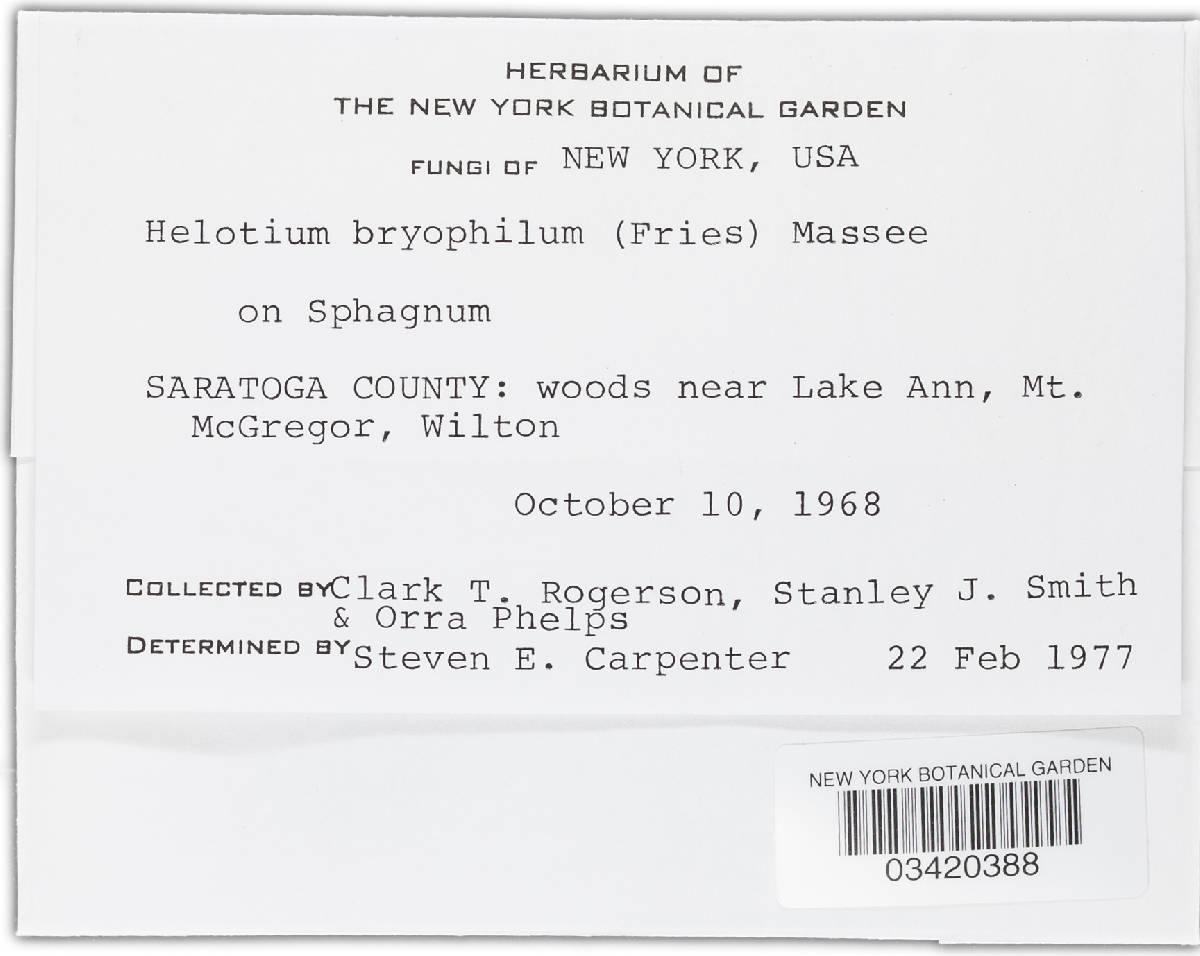 HERBARIUM OF
THE NEW YORK BOTANICAL GARDEN
FUNGI OF NEW YORK, USA
Helotium bryophilum (Fries) Massee
on Sphagnum
SARATOGA COUNTY: woods near Lake Ann, Mt.
McGregor, Wilton
October 10, 1968
COLLECTED BY Clark T. Rogerson, Stanley J. Smith
& Orra Phelps
DETERMINED BY Steven E. Carpenter 22 Feb 1977
NEW YORK BOTANICAL GARDEN
03420388